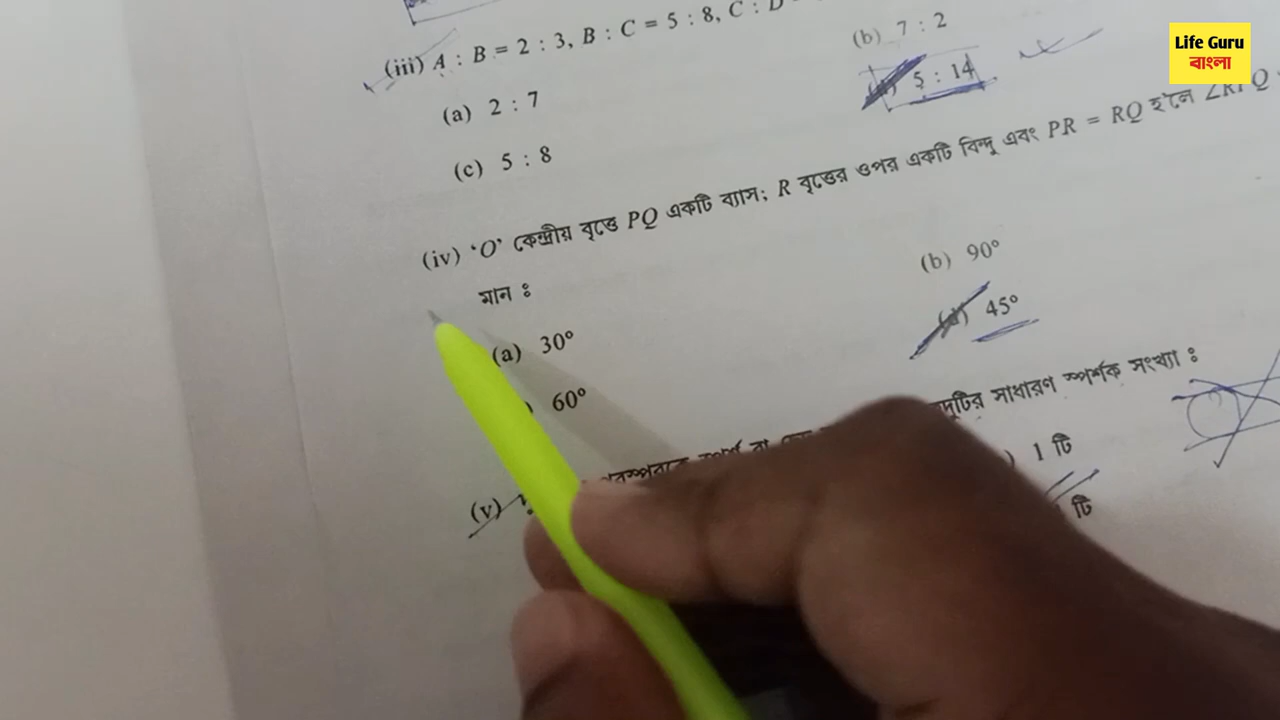 Life Guru
বাংলা
(iii) A : B = 2 : 3, B : C = 5 : 8, C : D
(a) 2 : 7
(b) 7 : 2
(c) 5 : 8
5 : 14
(iv) ‘O’ কেন্দ্রীয় বৃত্তে PQ একটি ব্যাস; R বৃত্তের ওপর একটি বিন্দু এবং PR = RQ হলে ∠RPQ
মান ঃ
(a) 30°
(b) 90°
60°
(d) 45°
(v) সাধারণ স্পর্শক সংখ্যা ঃ
1 টি
টি